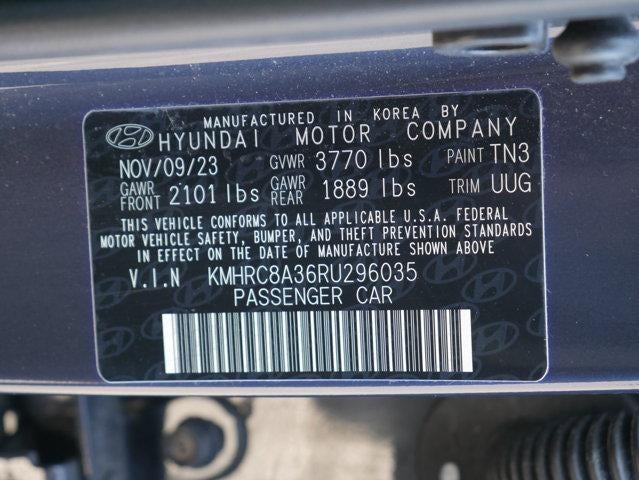 MANUFACTURED IN KOREA BY
HYUNDAI MOTOR COMPANY
NOV/09/23 GVWR 3770 lbs PAINT TN3
GAWR FRONT 2101 lbs GAWR REAR 1889 lbs TRIM UUG
THIS VEHICLE CONFORMS TO ALL APPLICABLE U.S.A. FEDERAL
MOTOR VEHICLE SAFETY, BUMPER, AND THEFT PREVENTION STANDARDS
IN EFFECT ON THE DATE OF MANUFACTURE SHOWN ABOVE
V.I.N KMHRC8A36RU296035
PASSENGER CAR